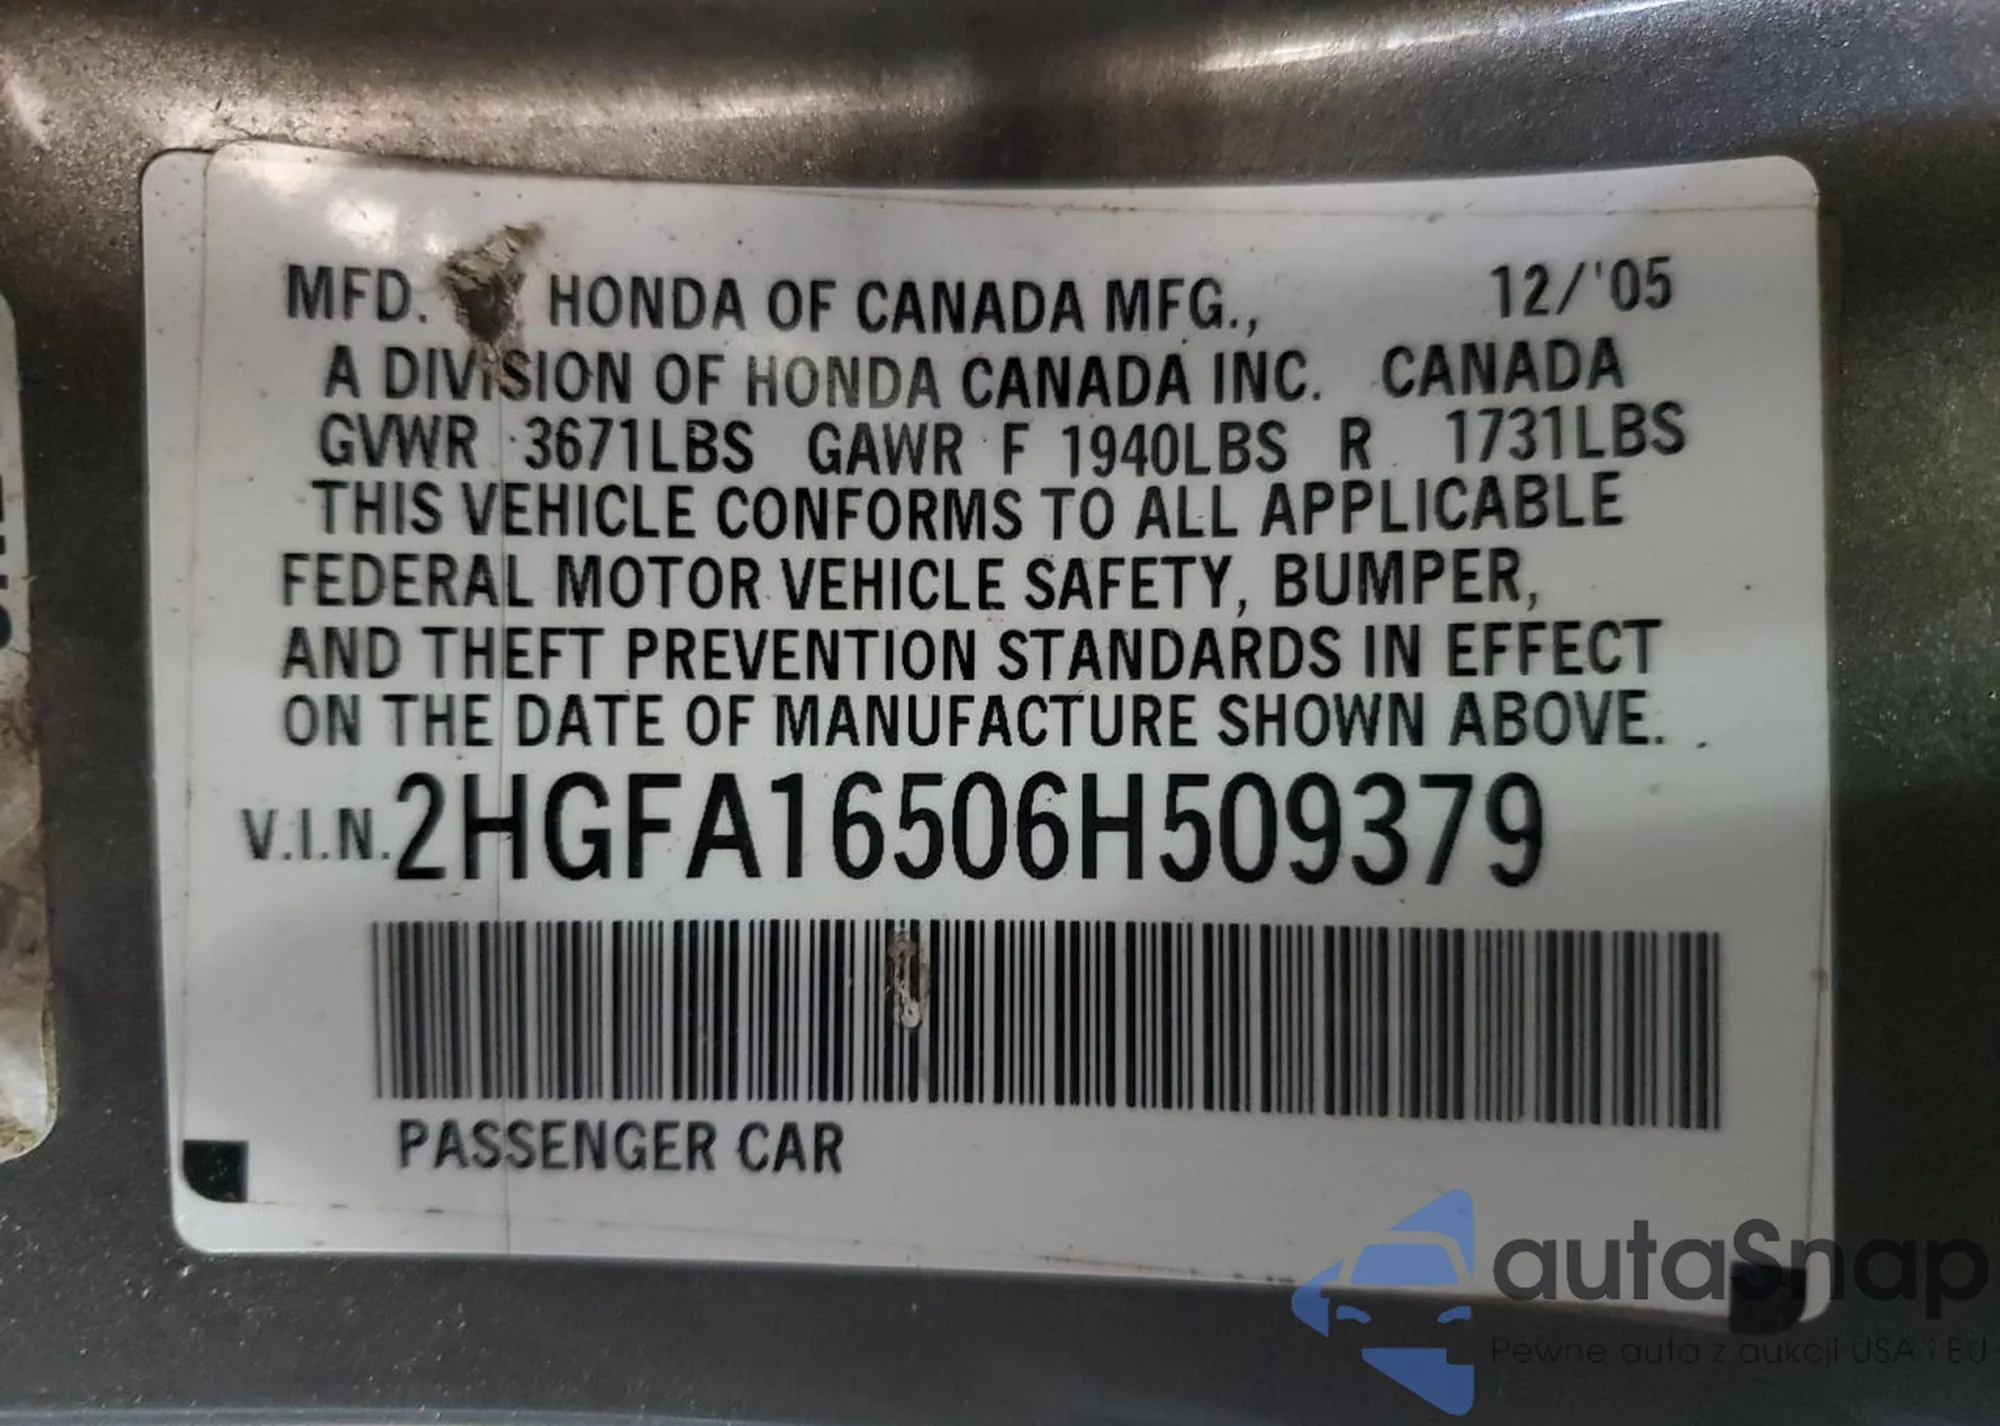 MFD. HONDA OF CANADA MFG., 12/'05
A DIVISION OF HONDA CANADA INC. CANADA
GVWR 3671LBS GAWR F 1940LBS R 1731LBS
THIS VEHICLE CONFORMS TO ALL APPLICABLE
FEDERAL MOTOR VEHICLE SAFETY, BUMPER,
AND THEFT PREVENTION STANDARDS IN EFFECT
ON THE DATE OF MANUFACTURE SHOWN ABOVE.
V.I.N. 2HGFA16506H509379
PASSENGER CAR
autaSnap
Pewne auta z aukcji USA i EU